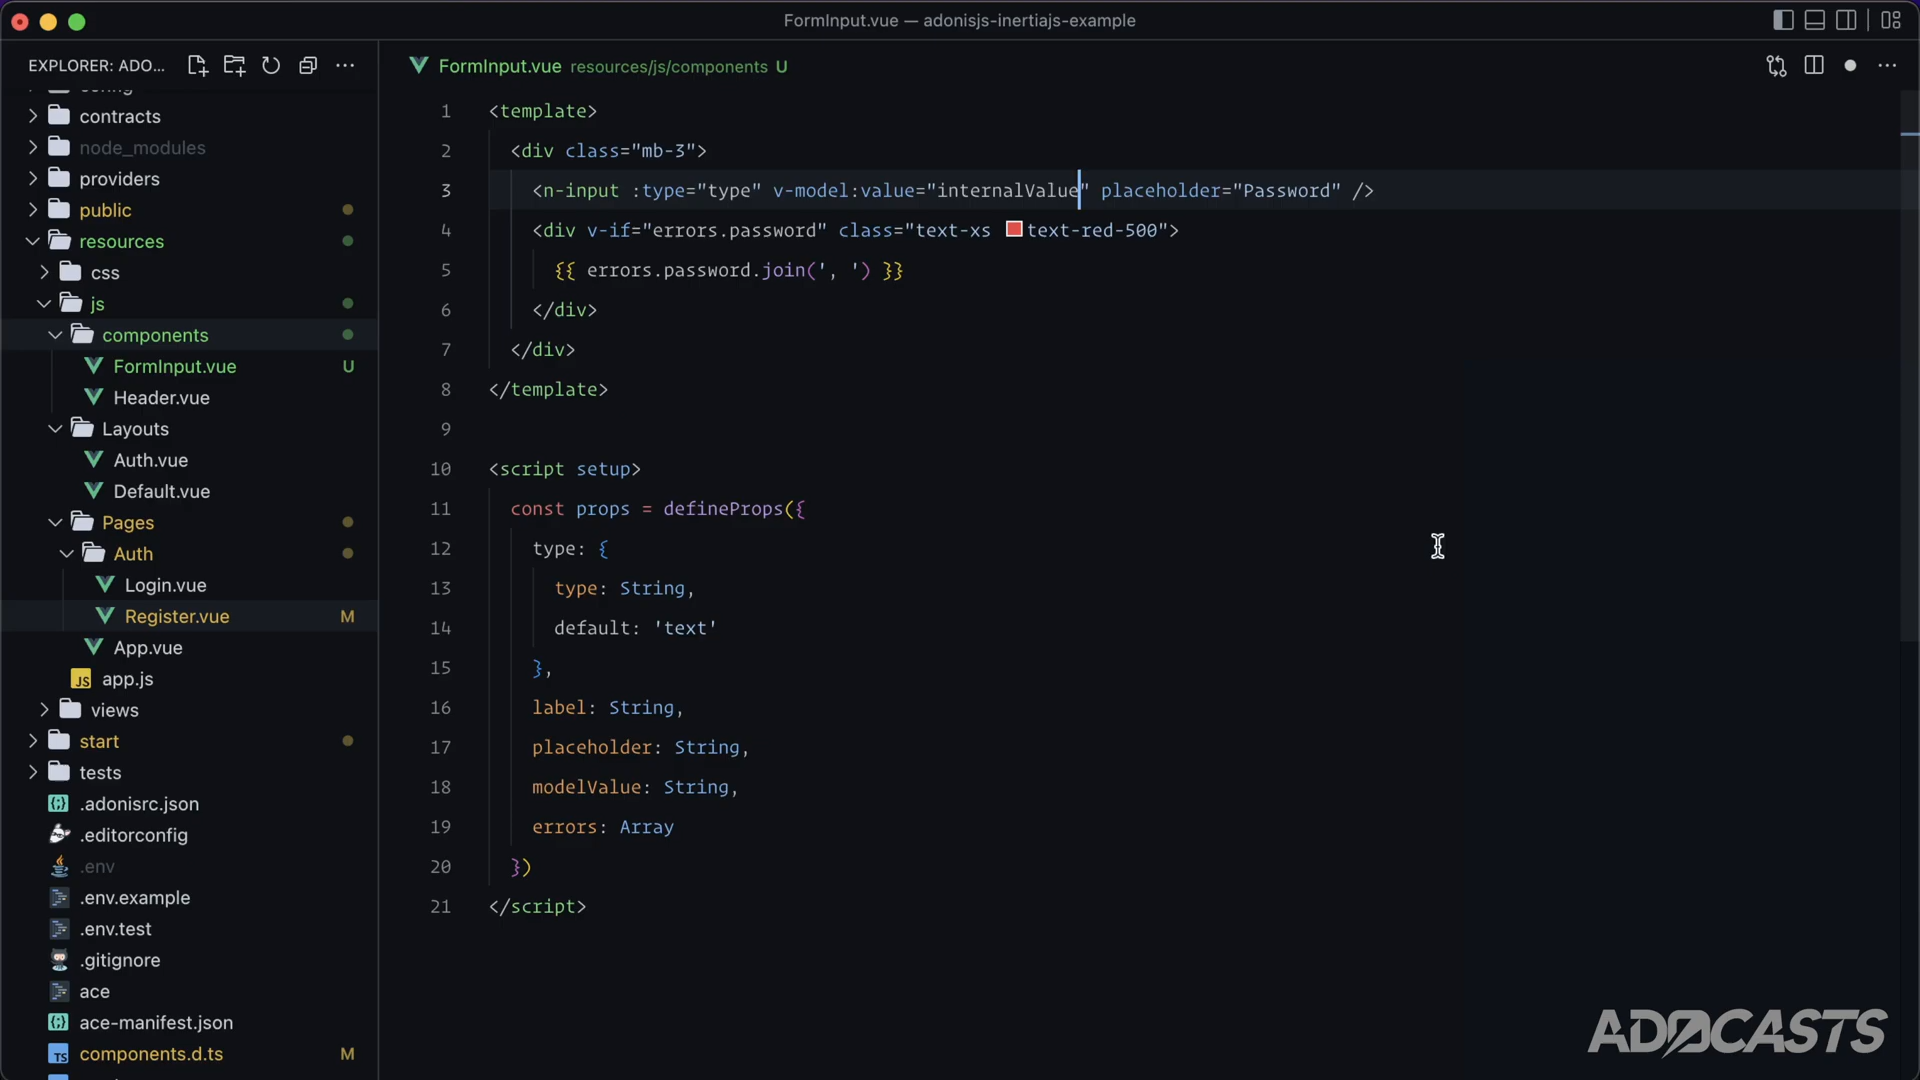 FormInput.vue — adonisjs-inertiajs-example
EXPLORER: ADO...
config
contracts
node_modules
providers
public
resources
css
js
components
FormInput.vue U
Header.vue
Layouts
Auth.vue
Default.vue
Pages
Auth
Login.vue
Register.vue M
App.vue
JS app.js
views
start
tests
.adonisrc.json
.editorconfig
.env
.env.example
.env.test
.gitignore
ace
ace-manifest.json
TS components.d.ts M
FormInput.vue resources/js/components U
1 <template>
2 <div class="mb-3">
3 <n-input :type="type" v-model:value="internalValue" placeholder="Password" />
4 <div v-if="errors.password" class="text-xs text-red-500">
5 {{ errors.password.join(', ') }}
6 </div>
7 </div>
8 </template>
9
10 <script setup>
11 const props = defineProps({
12 type: {
13 type: String,
14 default: 'text'
15 },
16 label: String,
17 placeholder: String,
18 modelValue: String,
19 errors: Array
20 })
21 </script>
ADOCASTS